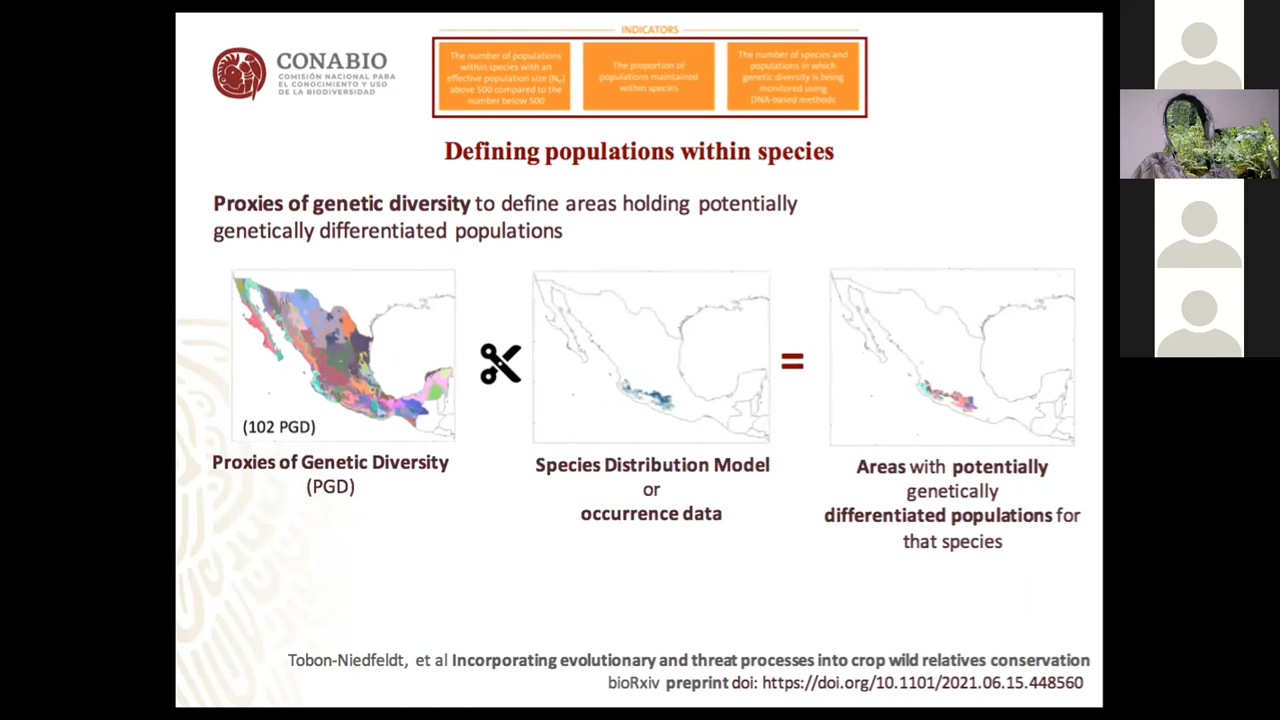 INDICATORS
CONABIO
COMISIÓN NACIONAL PARA
EL CONOCIMIENTO Y USO
DE LA BIODIVERSIDAD
The number of populations
within species with an
effective population size (Ne)
above 500 compared to the
number below 500
The proportion of
populations maintained
within species
The number of species and
populations in which
genetic diversity is being
monitored using
DNA-based methods
Defining populations within species
Proxies of genetic diversity to define areas holding potentially
genetically differentiated populations
(102 PGD)
=
Proxies of Genetic Diversity
(PGD)
Species Distribution Model
or
occurrence data
Areas with potentially
genetically
differentiated populations for
that species
Tobon-Niedfeldt, et al Incorporating evolutionary and threat processes into crop wild relatives conservation
bioRxiv preprint doi: https://doi.org/10.1101/2021.06.15.448560